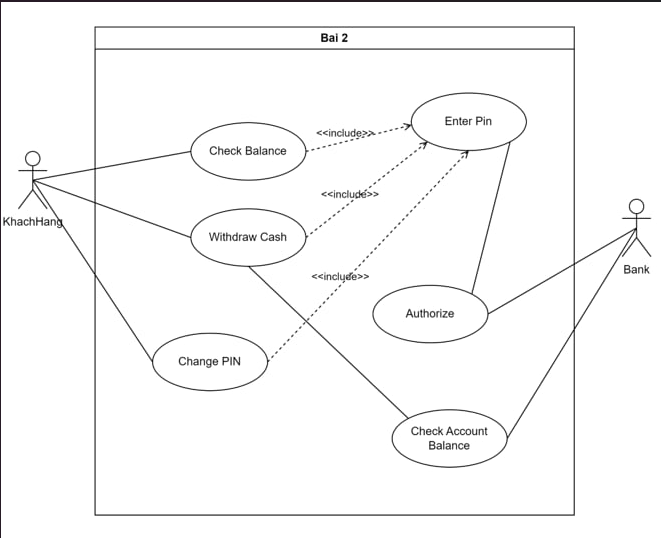 Bai 2
Enter Pin
<<include>>
Check Balance
<<include>>
KhachHang
Withdraw Cash
Bank
<<include>>
Authorize
Change PIN
Check Account
Balance